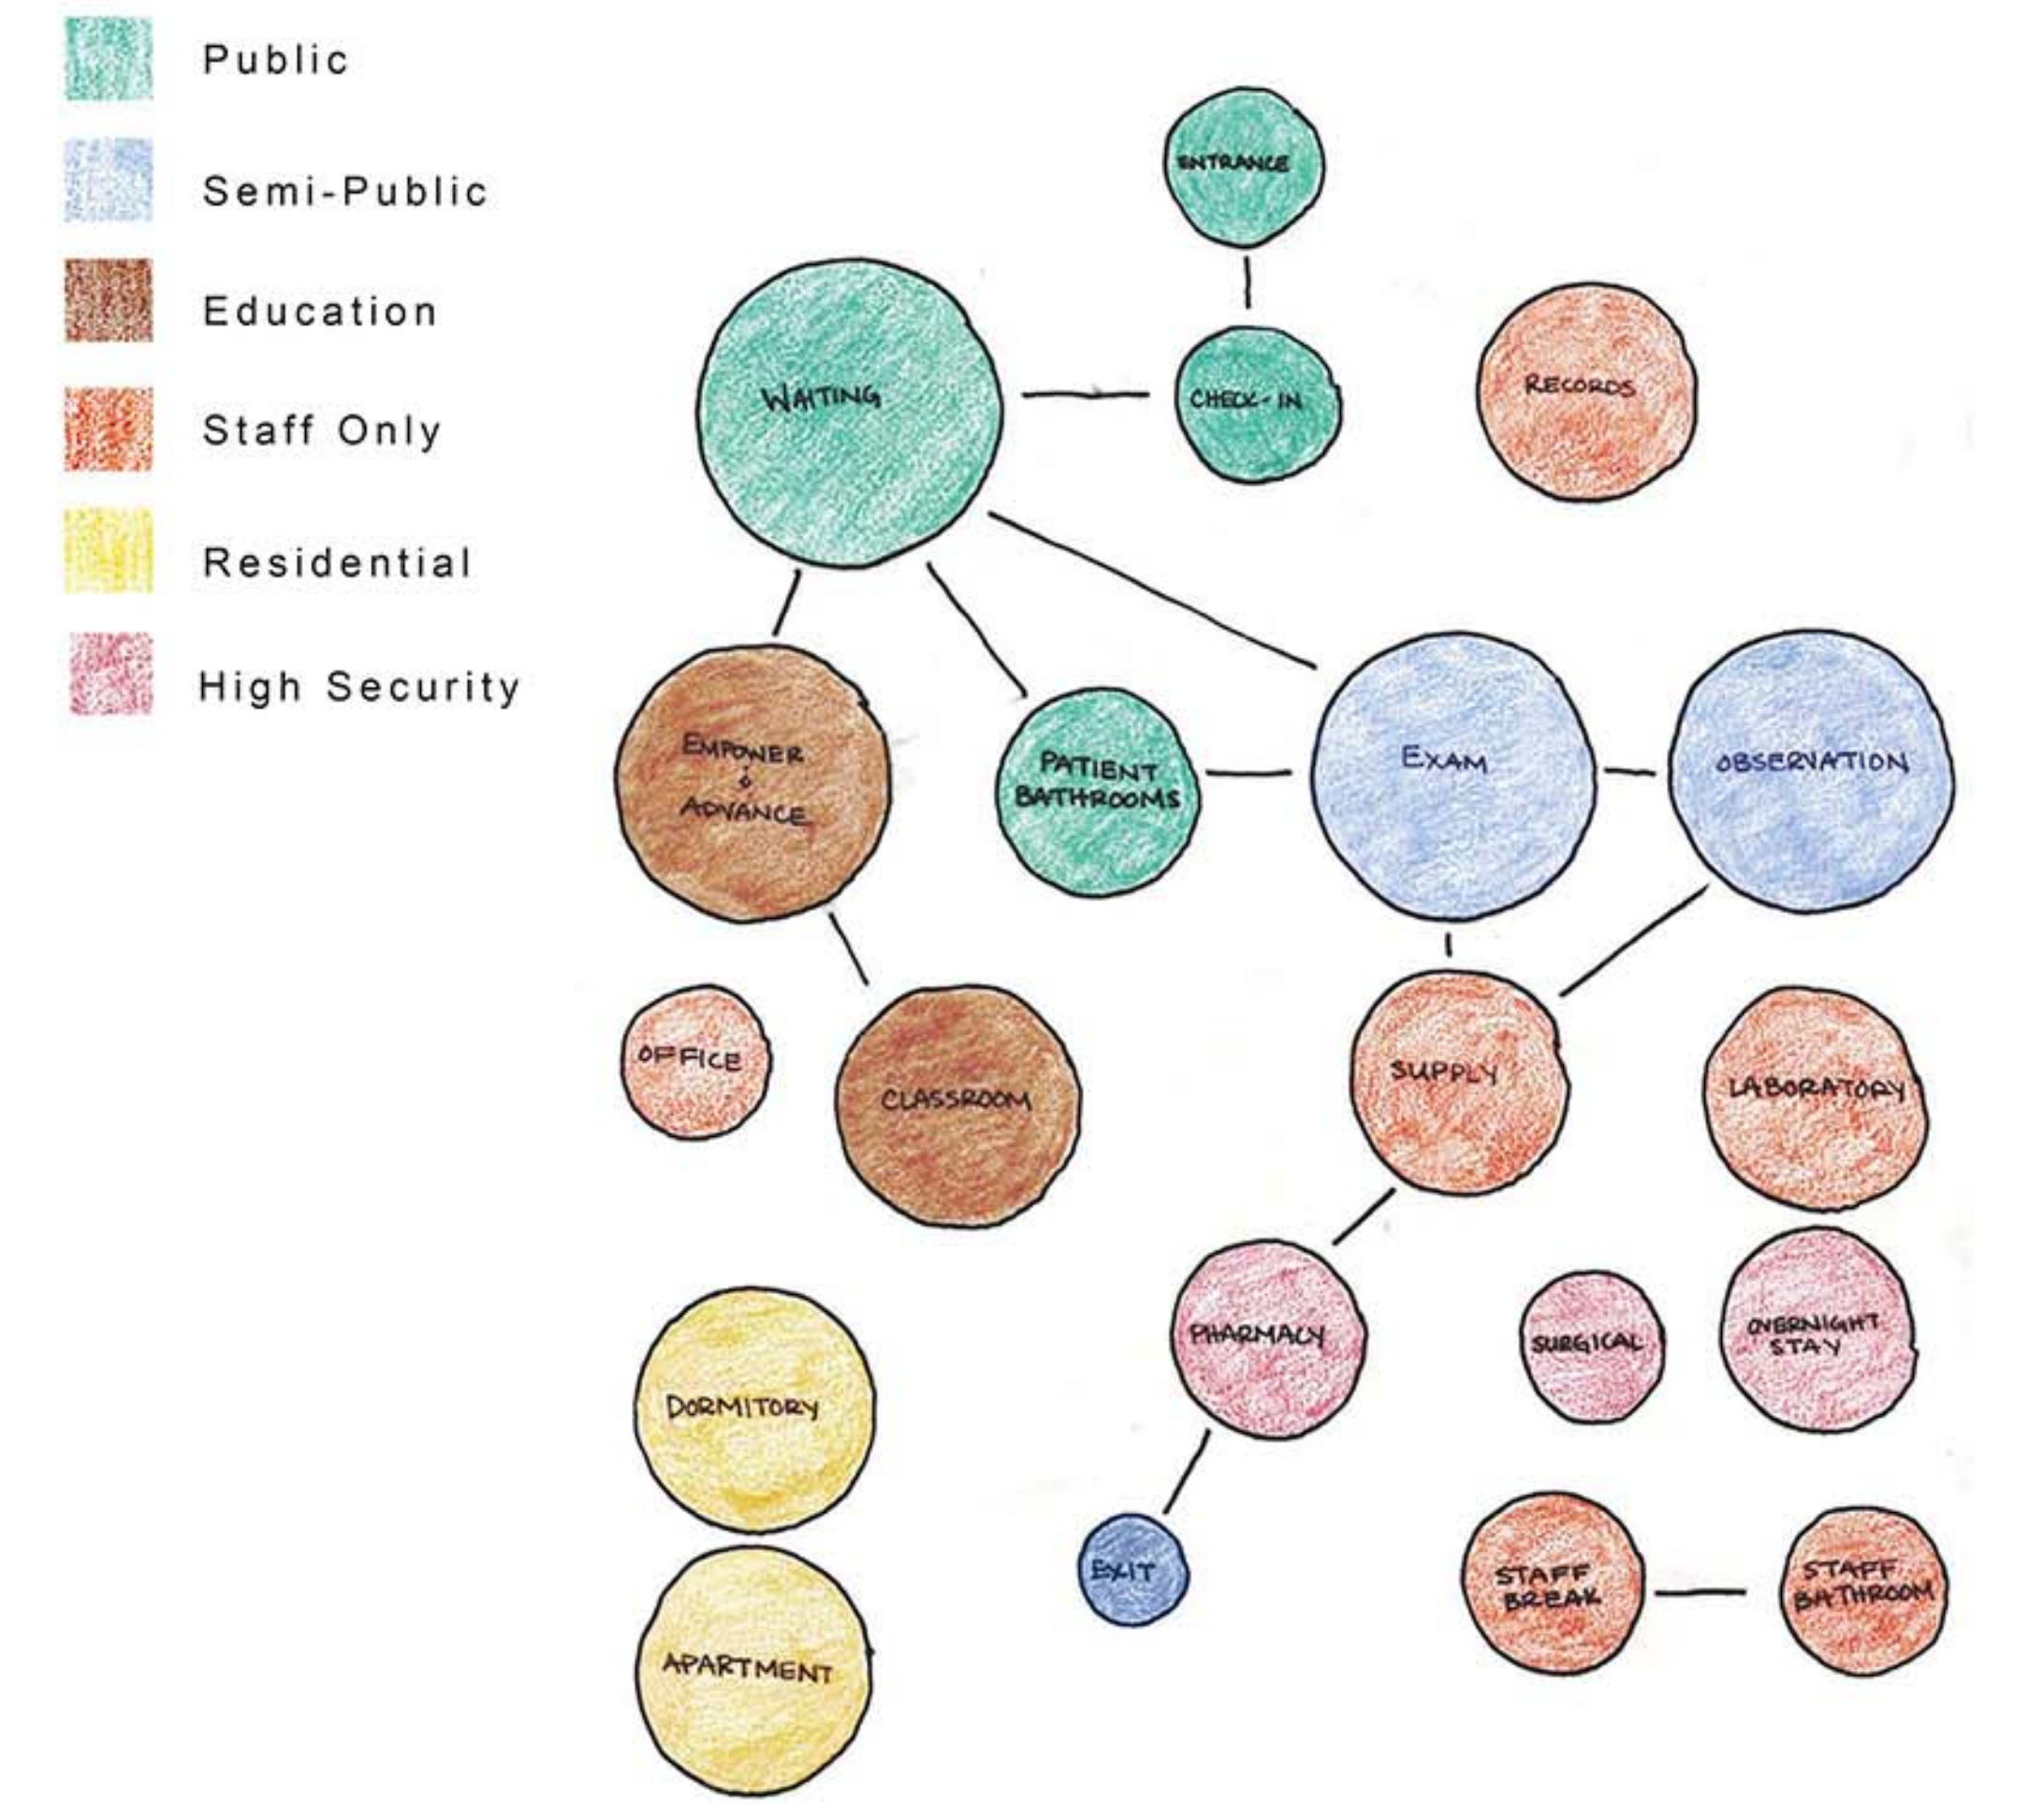 Public
Semi-Public
Education
Staff Only
Residential
High Security
ENTRANCE
WAITING
CHECK-IN
RECORDS
EMPOWER
&
ADVANCE
PATIENT
BATHROOMS
EXAM
OBSERVATION
OFFICE
CLASSROOM
SUPPLY
LABORATORY
PHARMACY
SURGICAL
OVERNIGHT
STAY
DORMITORY
EXIT
STAFF
BREAK
STAFF
BATHROOM
APARTMENT